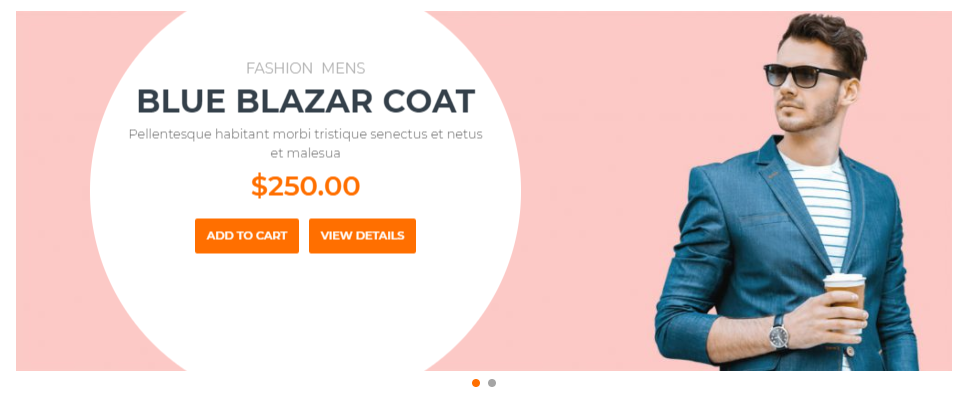 FASHION MENS
BLUE BLAZAR COAT
Pellentesque habitant morbi tristique senectus et netus
et malesua
$250.00
ADD TO CART VIEW DETAILS